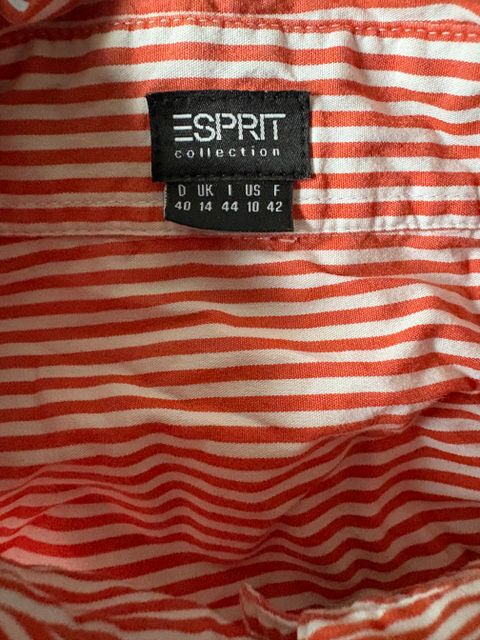 ESPRIT
collection
D UK I US F
40 14 44 10 42